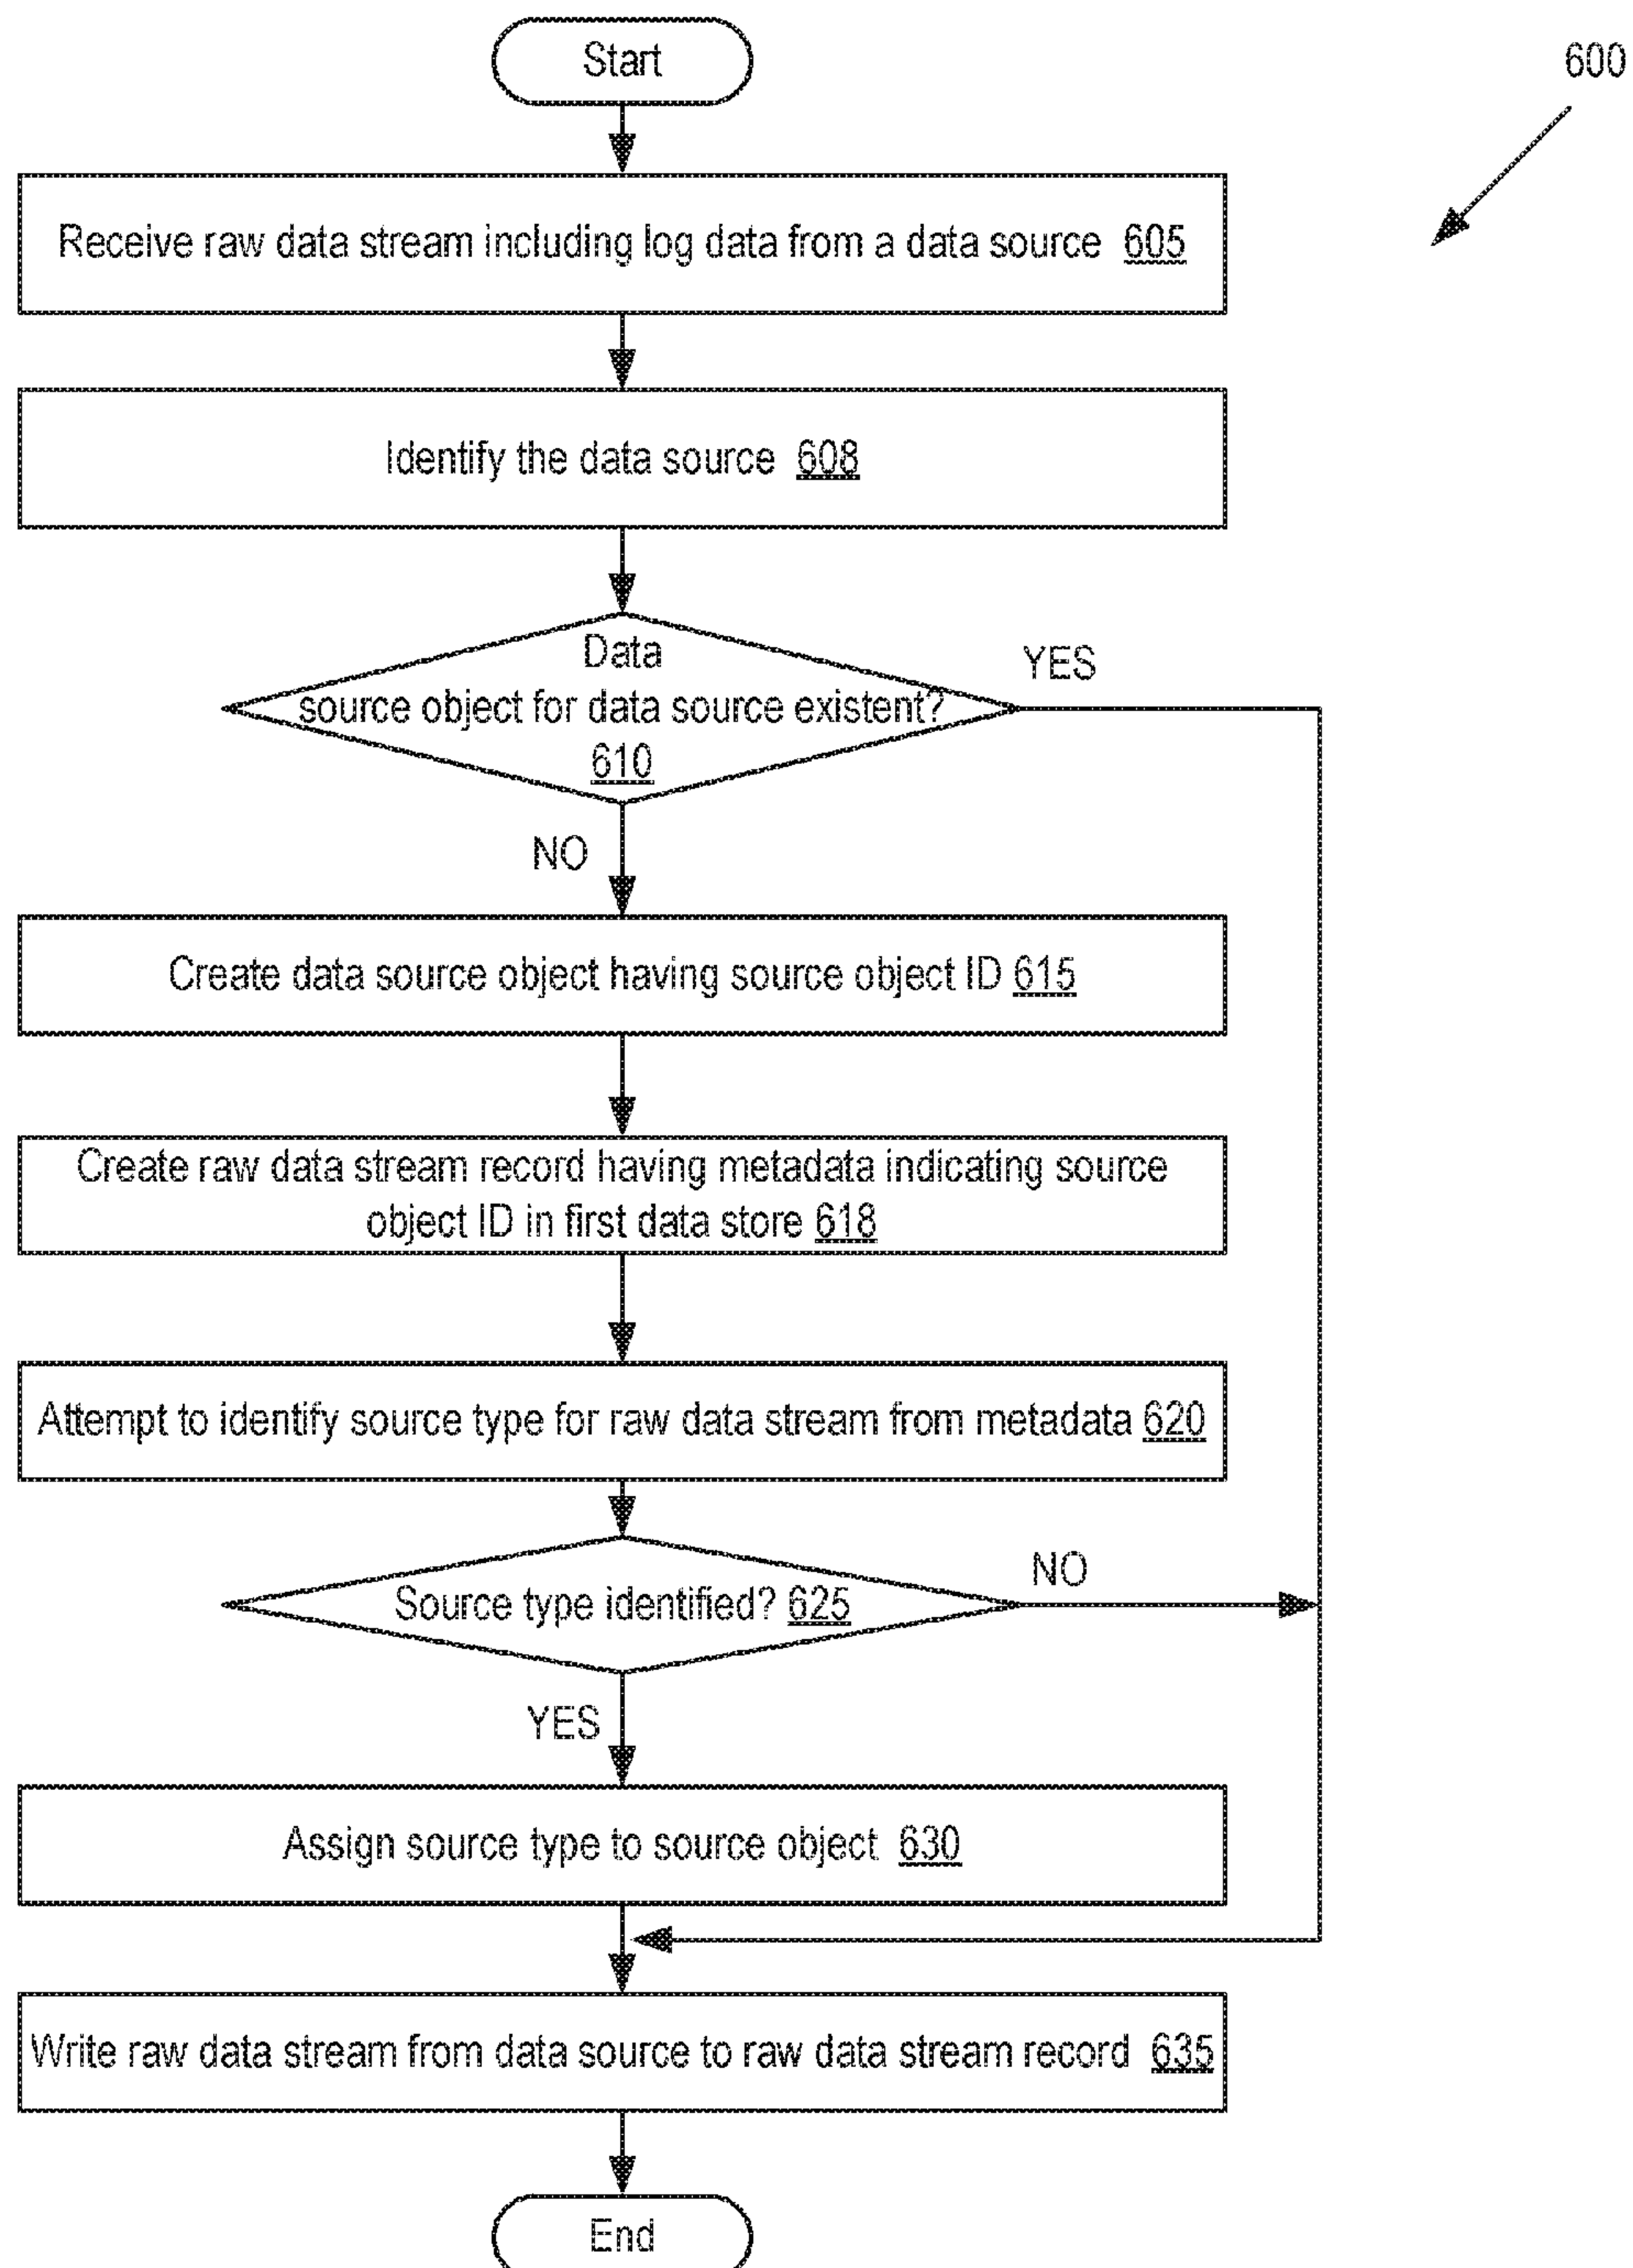 Start
600
Receive raw data stream including log data from a data source 605
Identify the data source 608
Data
source object for data source existent?
610
YES
NO
Create data source object having source object ID 615
Create raw data stream record having metadata indicating source
object ID in first data store 618
Attempt to identify source type for raw data stream from metadata 620
Source type identified? 625
NO
YES
Assign source type to source object 630
Write raw data stream from data source to raw data stream record 635
End